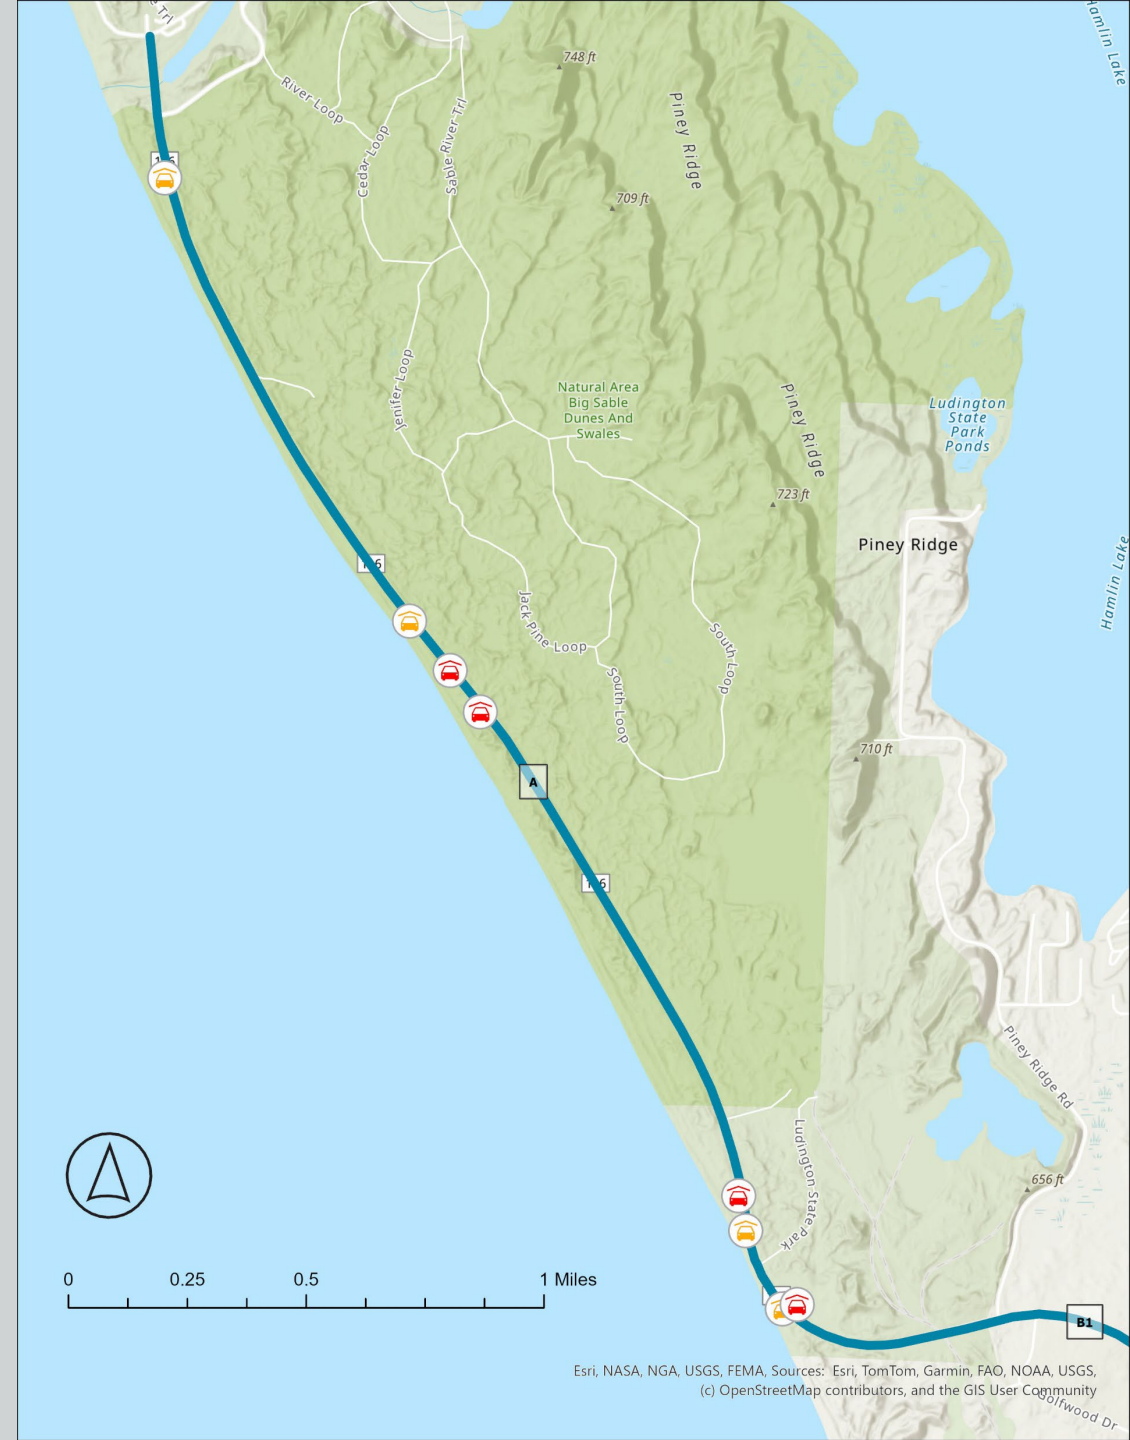 e Trl
Hamlin Lake
748 ft
River Loop
Piney Ridge
Cedar Loop
Sable River Trl
709 ft
Jenifer Loop
Natural Area
Big Sable
Dunes And
Swales
Piney Ridge
Ludington
State
Park
Ponds
723 ft
Piney Ridge
Hamlin Lake
Jack Pine Loop
South Loop
South Loop
710 ft
A
Piney Ridge Rd
Ludington State Park
656 ft
0
0.25
0.5
1 Miles
B1
Esri, NASA, NGA, USGS, FEMA, Sources: Esri, TomTom, Garmin, FAO, NOAA, USGS,
(c) OpenStreetMap contributors, and the GIS User Community
Golfwood Dr